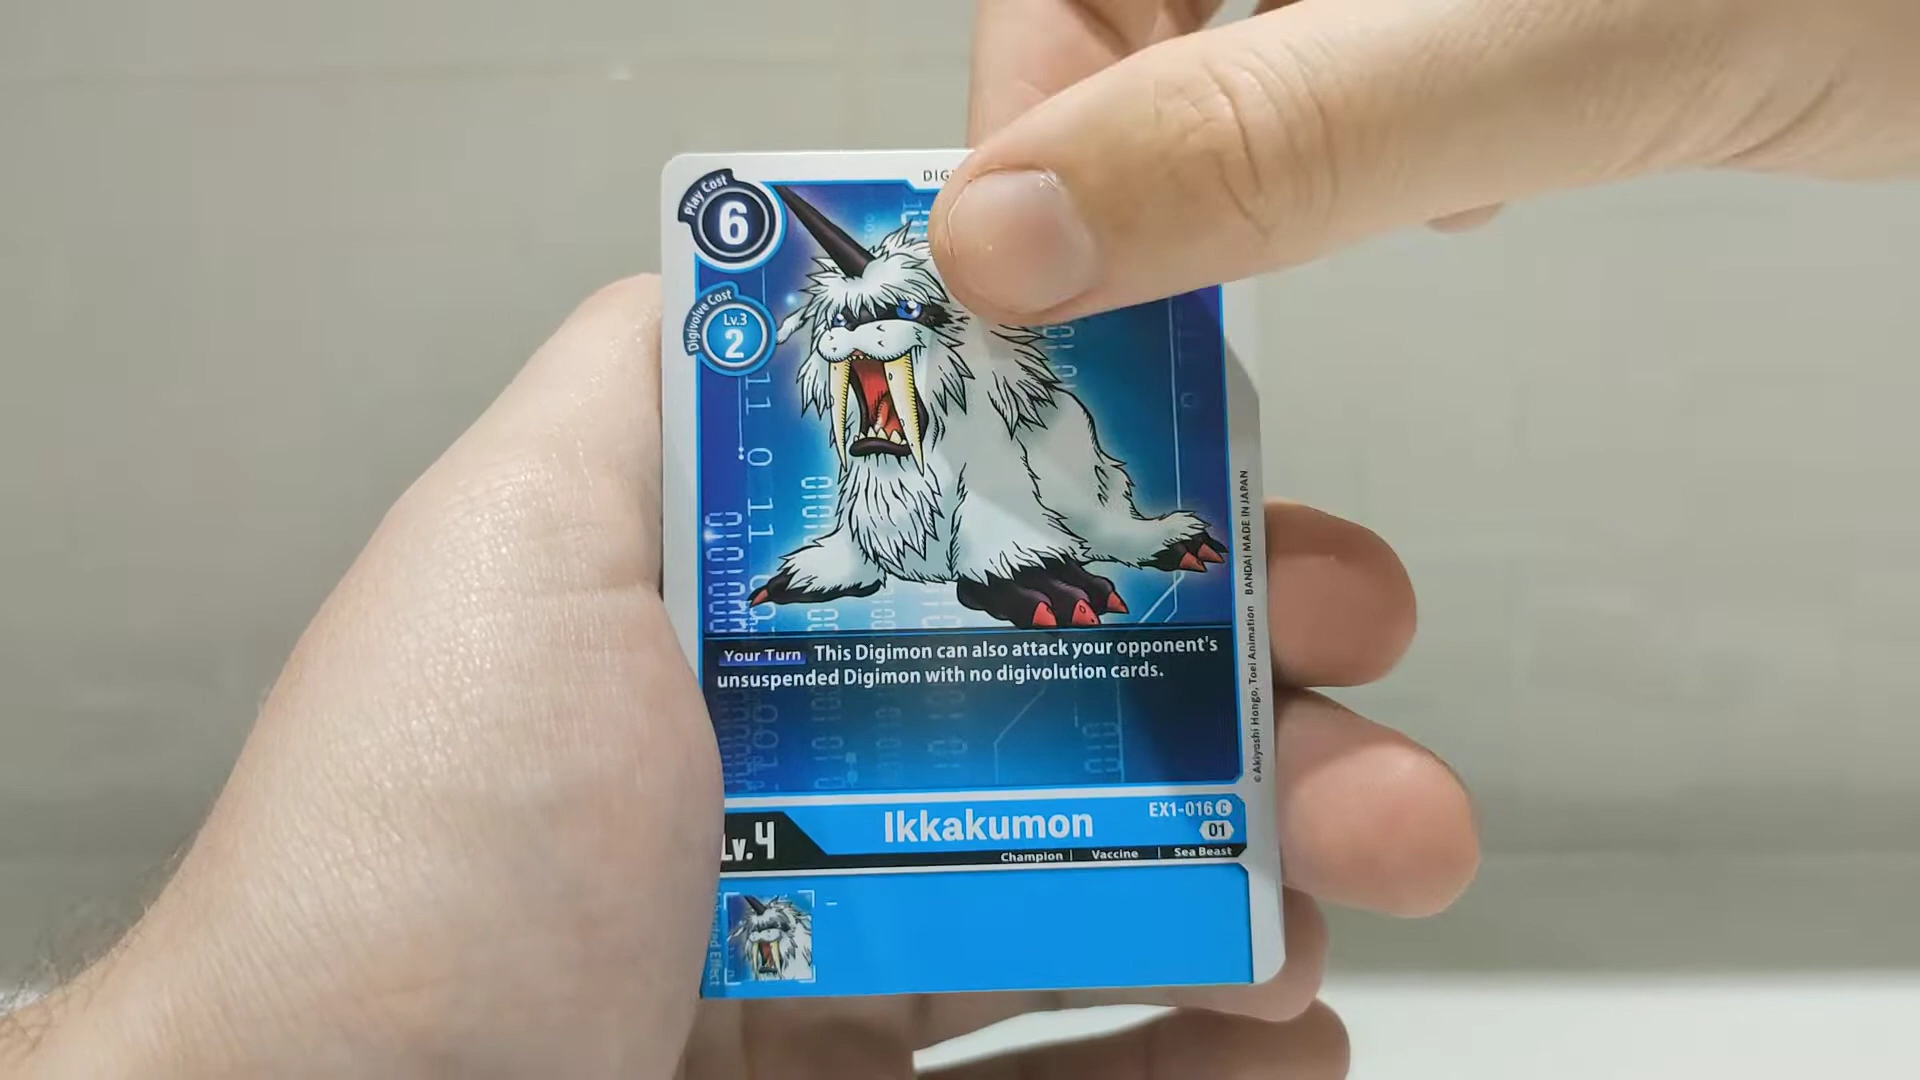 Play Cost
6
Digivolve Cost
Lv.3
2
Your Turn This Digimon can also attack your opponent's
unsuspended Digimon with no digivolution cards.
© Akiyoshi Hongo, Toei Animation BANDAI MADE IN JAPAN
Lv.4
Ikkakumon
EX1-016 C
01
Champion | Vaccine | Sea Beast
-